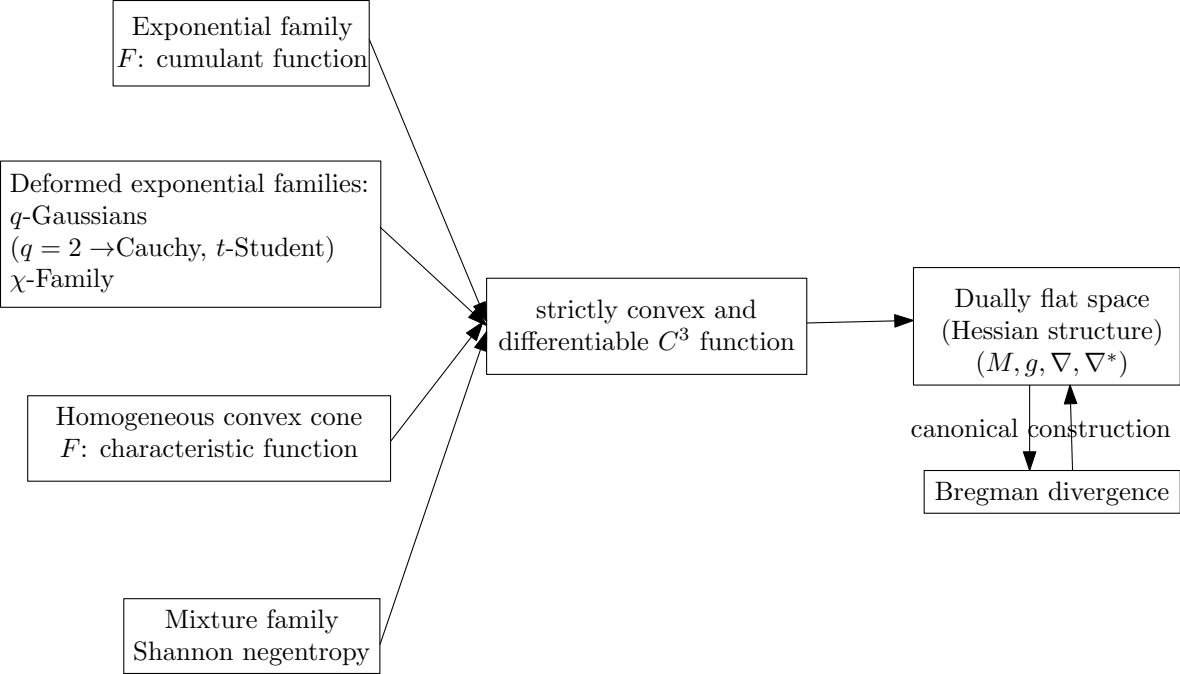 Exponential family
F: cumulant function
Deformed exponential families:
q-Gaussians
(q = 2 →Cauchy, t-Student)
χ-Family
Homogeneous convex cone
F: characteristic function
Mixture family
Shannon negentropy
strictly convex and
differentiable C³ function
Dually flat space
(Hessian structure)
(M, g, ∇, ∇*)
canonical construction
Bregman divergence